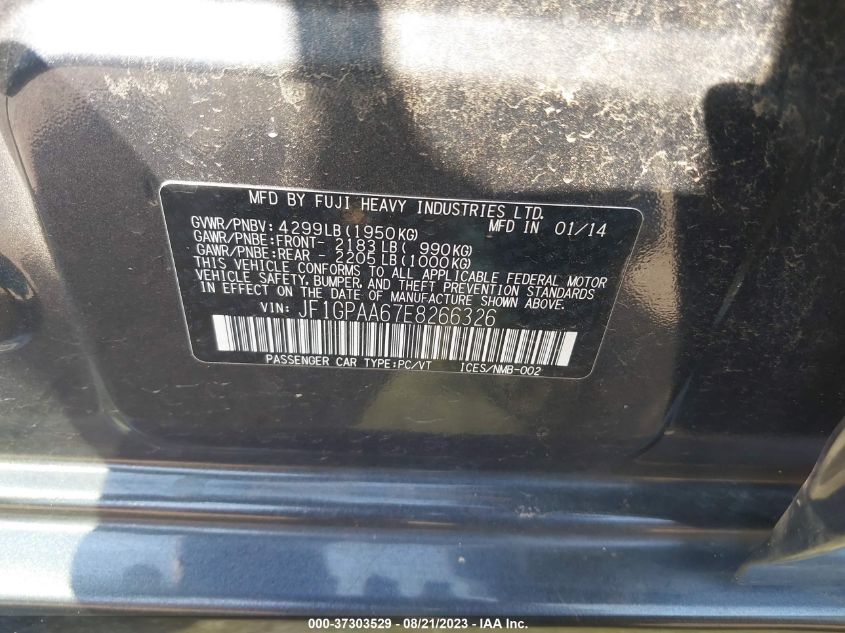 MFD BY FUJI HEAVY INDUSTRIES LTD.
GVWR/PNBV: 4299LB(1950KG) MFD IN 01/14
GAWR/PNBE:FRONT- 2183LB( 990KG)
GAWR/PNBE:REAR - 2205LB(1000KG)
THIS VEHICLE CONFORMS TO ALL APPLICABLE FEDERAL MOTOR
VEHICLE SAFETY, BUMPER, AND THEFT PREVENTION STANDARDS
IN EFFECT ON THE DATE OF MANUFACTURE SHOWN ABOVE.
VIN: JF1GPAA67E8266326
PASSENGER CAR TYPE:PC/VT ICES/NMB-002
000-37303529 - 08/21/2023 - © IAA Inc.